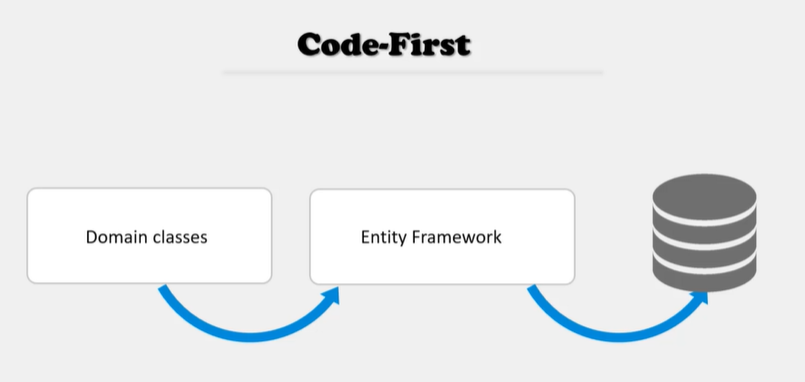 Code-First
Domain classes
Entity Framework